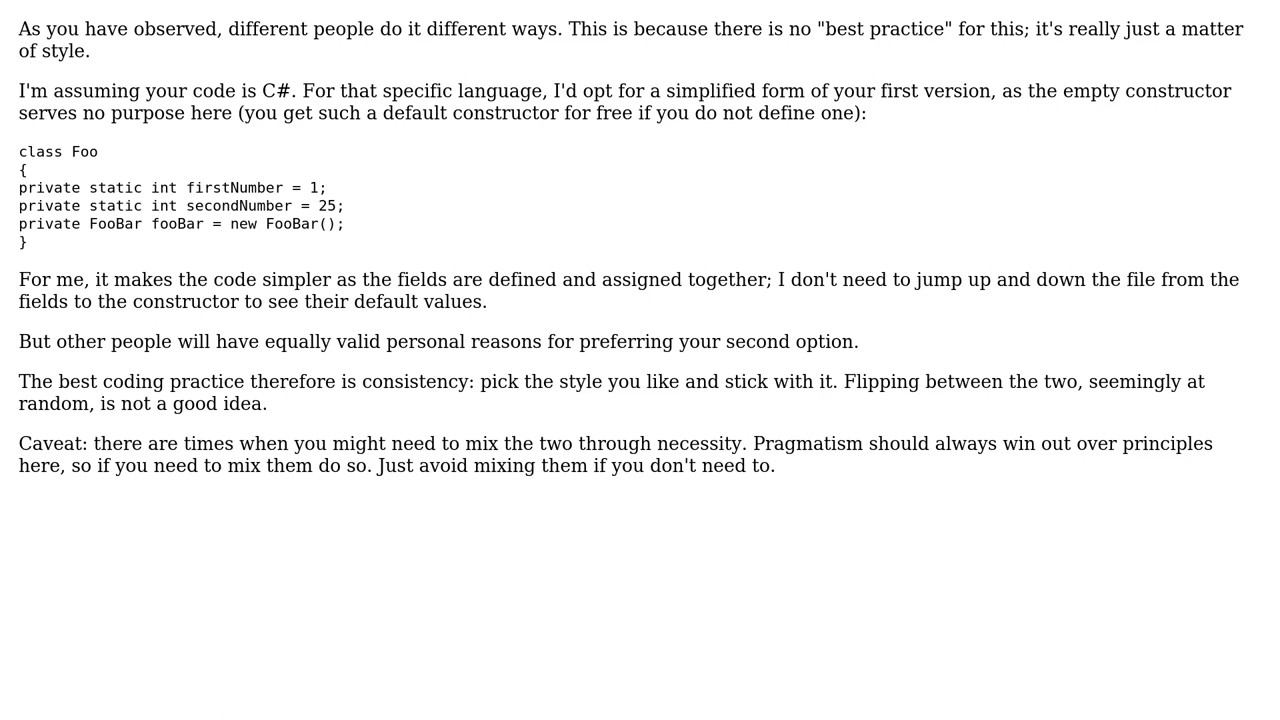 As you have observed, different people do it different ways. This is because there is no "best practice" for this; it's really just a matter
of style.
I'm assuming your code is C#. For that specific language, I'd opt for a simplified form of your first version, as the empty constructor
serves no purpose here (you get such a default constructor for free if you do not define one):
class Foo
{
private static int firstNumber = 1;
private static int secondNumber = 25;
private FooBar fooBar = new FooBar();
}
For me, it makes the code simpler as the fields are defined and assigned together; I don't need to jump up and down the file from the
fields to the constructor to see their default values.
But other people will have equally valid personal reasons for preferring your second option.
The best coding practice therefore is consistency: pick the style you like and stick with it. Flipping between the two, seemingly at
random, is not a good idea.
Caveat: there are times when you might need to mix the two through necessity. Pragmatism should always win out over principles
here, so if you need to mix them do so. Just avoid mixing them if you don't need to.